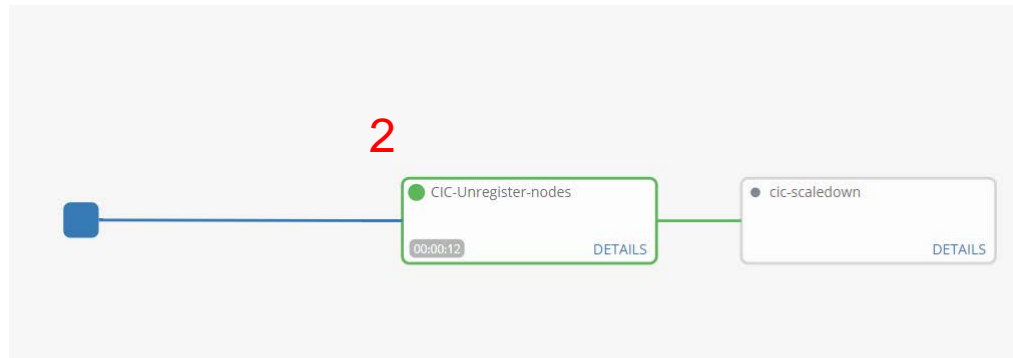 2
CIC-Unregister-nodes
00:00:12
DETAILS
cic-scaledown
DETAILS